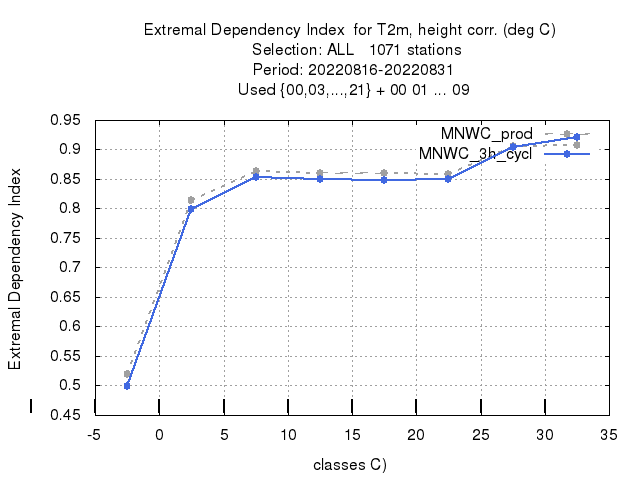 Extremal Dependency Index for T2m, height corr. (deg C)
Selection: ALL 1071 stations
Period: 20220816-20220831
Used {00,03,...,21} + 00 01 ... 09
0.95
0.9
0.85
0.8
0.75
0.7
0.65
0.6
0.55
0.5
0.45
Extremal Dependency Index
MNWC_prod
MNWC_3h_cycl
-5 0 5 10 15 20 25 30 35
classes C)